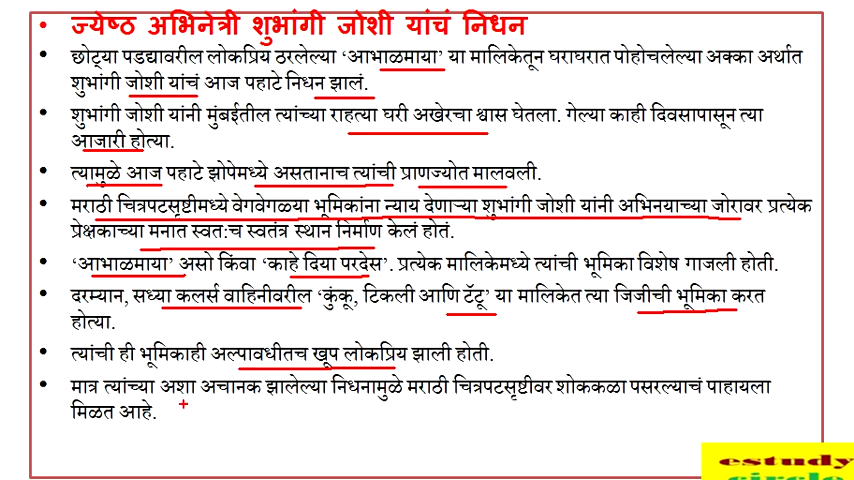 • ज्येष्ठ अभिनेत्री शुभांगी जोशी यांचं निधन
• छोट्या पडद्यावरील लोकप्रिय ठरलेल्या ‘आभाळमाया’ या मालिकेतून घराघरात पोहोचलेल्या अक्का अर्थात
शुभांगी जोशी यांचं आज पहाटे निधन झालं.
• शुभांगी जोशी यांनी मुंबईतील त्यांच्या राहत्या घरी अखेरचा श्वास घेतला. गेल्या काही दिवसापासून त्या
आजारी होत्या.
• त्यामुळे आज पहाटे झोपेमध्ये असतानाच त्यांची प्राणज्योत मालवली.
• मराठी चित्रपटसृष्टीमध्ये वेगवेगळया भूमिकांना न्याय देणाऱ्या शुभांगी जोशी यांनी अभिनयाच्या जोरावर प्रत्येक
प्रेक्षकाच्या मनात स्वत:च स्वतंत्र स्थान निर्माण केलं होतं.
• ‘आभाळमाया’ असो किंवा ‘काहे दिया परदेस’. प्रत्येक मालिकेमध्ये त्यांची भूमिका विशेष गाजली होती.
• दरम्यान, सध्या कलर्स वाहिनीवरील ‘कुंकू, टिकली आणि टॅटू’ या मालिकेत त्या जिजीची भूमिका करत
होत्या.
• त्यांची ही भूमिकाही अल्पावधीतच खूप लोकप्रिय झाली होती.
• मात्र त्यांच्या अशा अचानक झालेल्या निधनामुळे मराठी चित्रपटसृष्टीवर शोककळा पसरल्याचं पाहायला
मिळत आहे.
estudy
circle